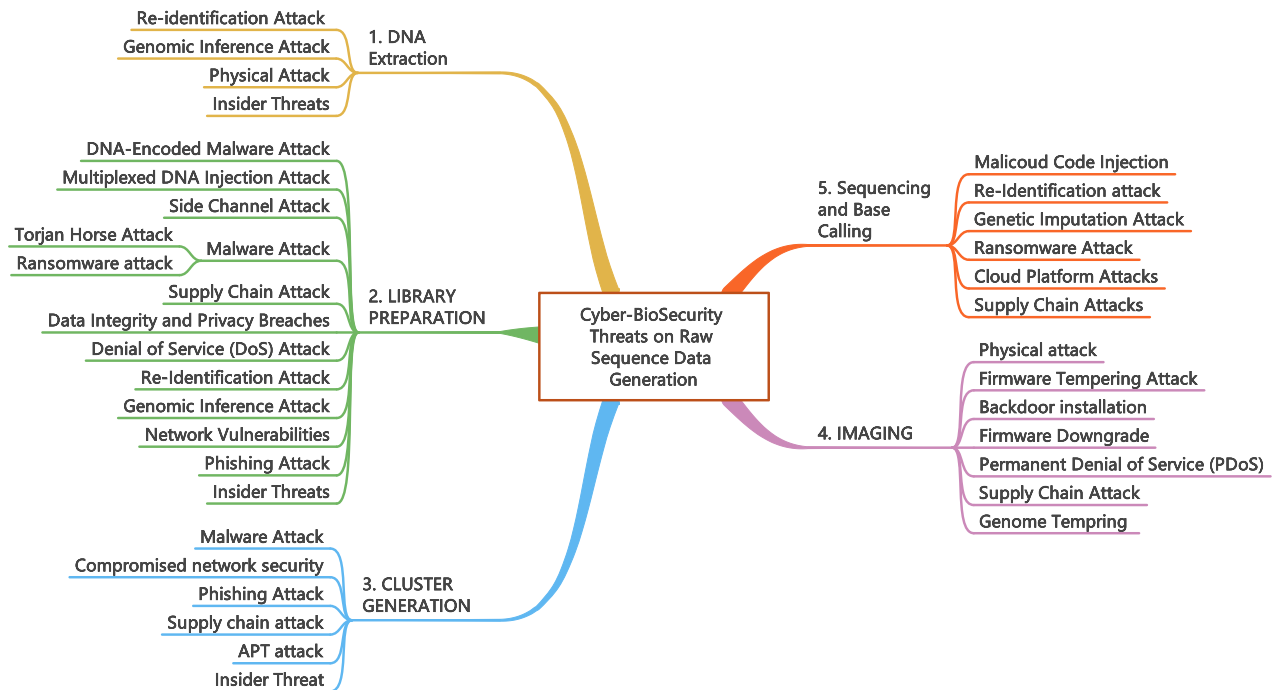 Cyber-BioSecurity
Threats on Raw
Sequence Data
Generation
1. DNA
Extraction
Re-identification Attack
Genomic Inference Attack
Physical Attack
Insider Threats
2. LIBRARY
PREPARATION
DNA-Encoded Malware Attack
Multiplexed DNA Injection Attack
Side Channel Attack
Malware Attack
Torjan Horse Attack
Ransomware attack
Supply Chain Attack
Data Integrity and Privacy Breaches
Denial of Service (DoS) Attack
Re-Identification Attack
Genomic Inference Attack
Network Vulnerabilities
Phishing Attack
Insider Threats
3. CLUSTER
GENERATION
Malware Attack
Compromised network security
Phishing Attack
Supply chain attack
APT attack
Insider Threat
4. IMAGING
Physical attack
Firmware Tempering Attack
Backdoor installation
Firmware Downgrade
Permanent Denial of Service (PDoS)
Supply Chain Attack
Genome Tempring
5. Sequencing
and Base
Calling
Malicoud Code Injection
Re-Identification attack
Genetic Imputation Attack
Ransomware Attack
Cloud Platform Attacks
Supply Chain Attacks